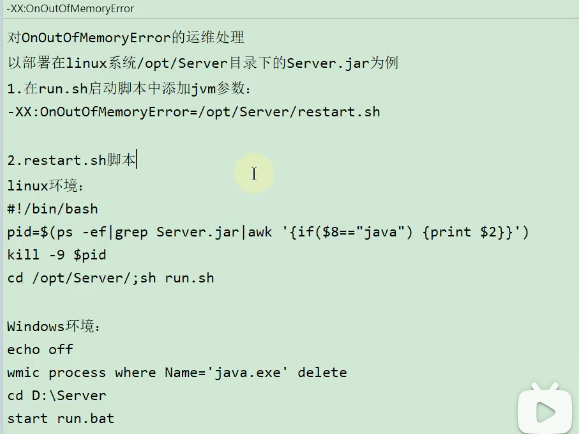 -XX:OnOutOfMemoryError
对OnOutOfMemoryError的运维处理
以部署在linux系统/opt/Server目录下的Server.jar为例
1.在run.sh启动脚本中添加jvm参数：
-XX:OnOutOfMemoryError=/opt/Server/restart.sh
2.restart.sh脚本
linux环境：
#!/bin/bash
pid=$(ps -ef|grep Server.jar|awk '{if($8=="java") {print $2}}')
kill -9 $pid
cd /opt/Server/;sh run.sh
Windows环境：
echo off
wmic process where Name='java.exe' delete
cd D:\Server
start run.bat